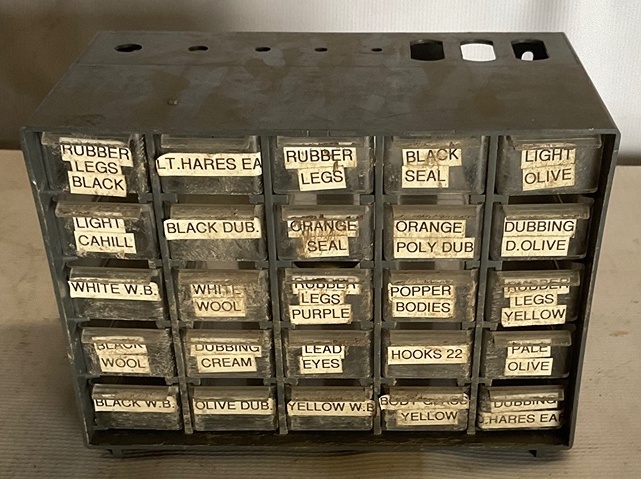 RUBBER
LEGS
BLACK
LT.HARES EA
RUBBER
LEGS
BLACK
SEAL
LIGHT
OLIVE
LIGHT
CAHILL
BLACK DUB.
ORANGE
SEAL
ORANGE
POLY DUB
DUBBING
D.OLIVE
WHITE W.B.
WHITE
WOOL
RUBBER
LEGS
PURPLE
POPPER
BODIES
RUBBER
LEGS
YELLOW
BLACK
WOOL
DUBBING
CREAM
LEAD
EYES
HOOKS 22
PALE
OLIVE
BLACK W.B.
OLIVE DUB.
YELLOW W.B
BODY GLASS
YELLOW
DUBBING
D.HARES EA